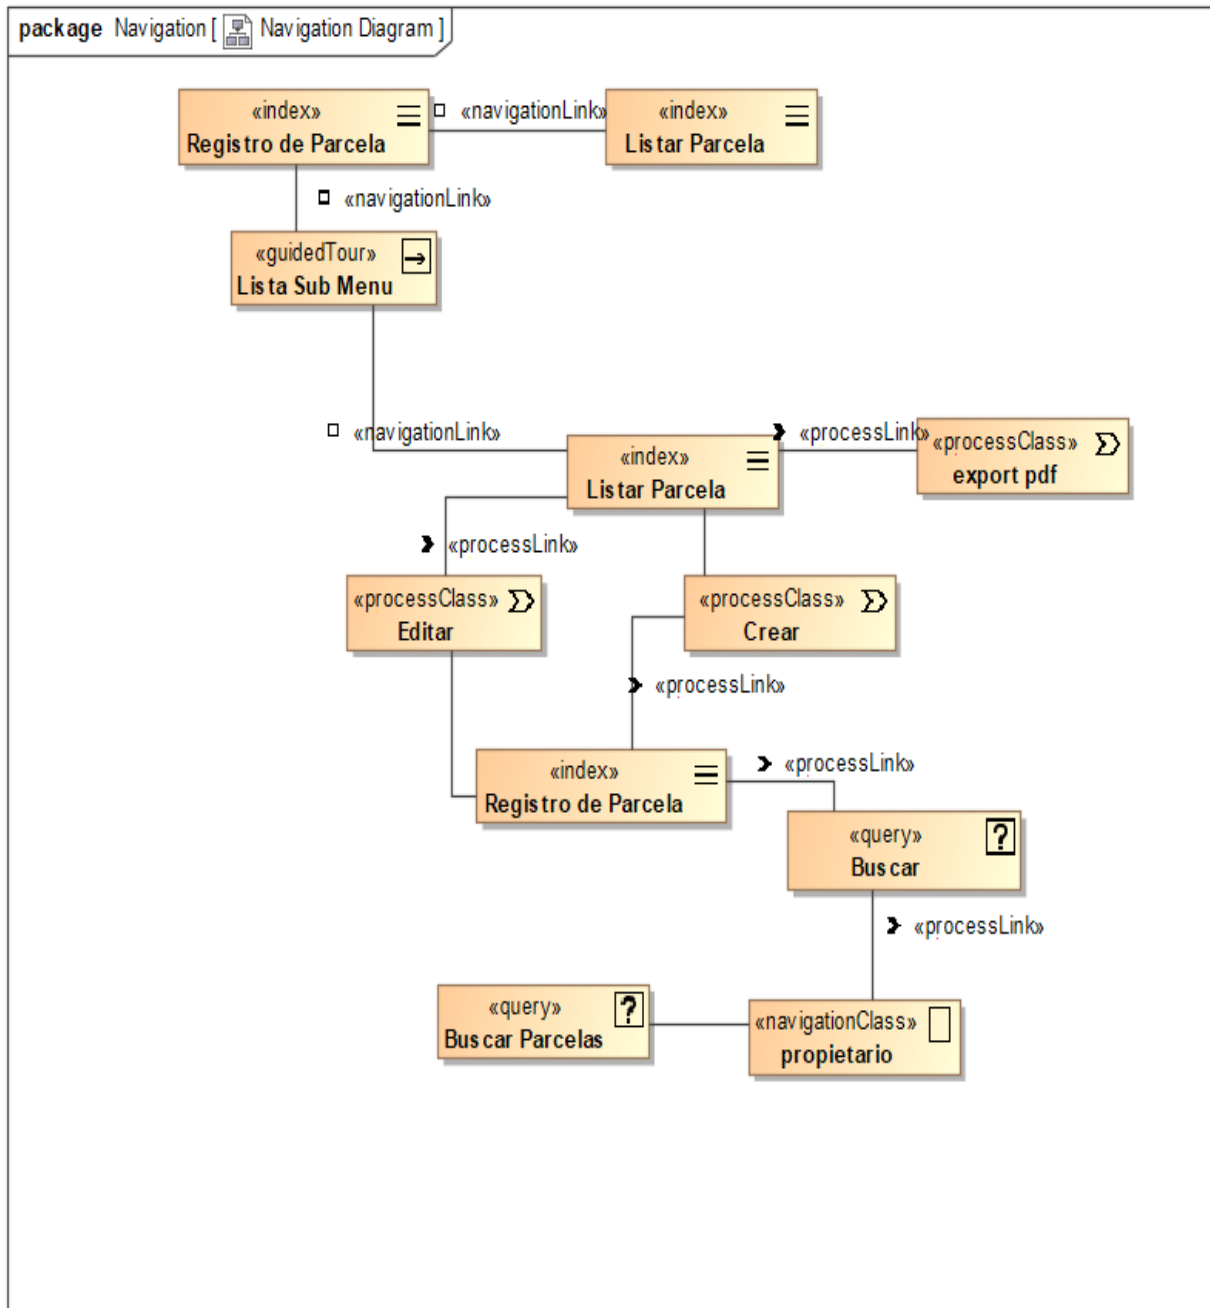 package Navigation [ Navigation Diagram ]
«index»
Registro de Parcela
«navigationLink»
«index»
Listar Parcela
«navigationLink»
«guidedTour»
Lista Sub Menu
«navigationLink»
«index»
Listar Parcela
«processLink»
«processClass»
export pdf
«processLink»
«processClass»
Editar
«processClass»
Crear
«processLink»
«index»
Registro de Parcela
«processLink»
«query»
Buscar
«processLink»
«query»
Buscar Parcelas
«navigationClass»
propietario